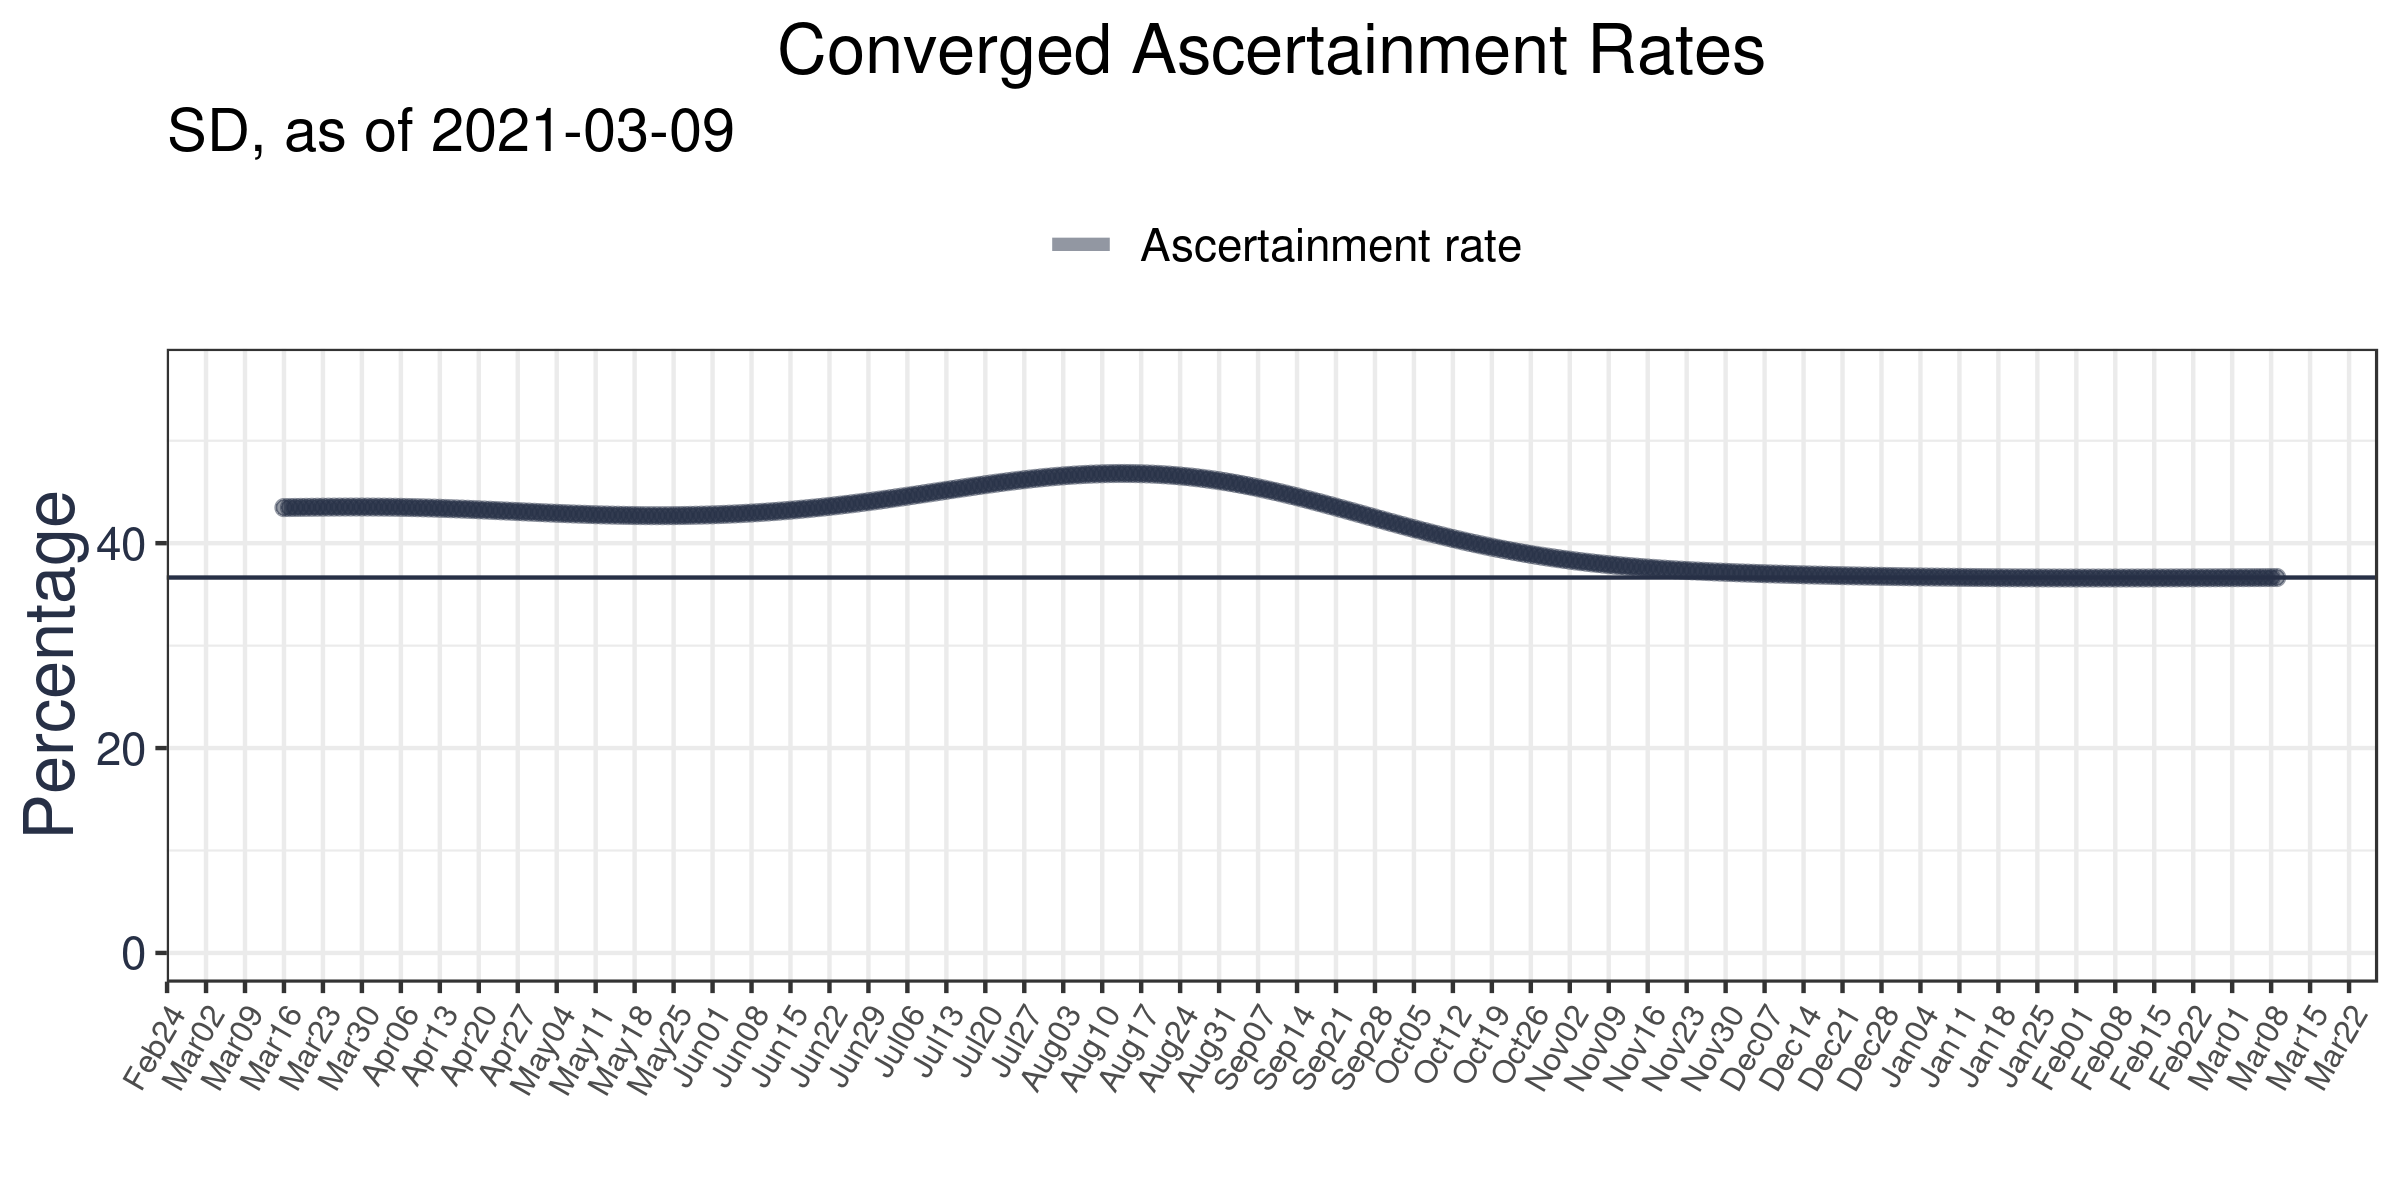 Converged Ascertainment Rates
SD, as of 2021-03-09
Ascertainment rate
Percentage
40
20
0
Feb24 Mar02 Mar09 Mar16 Mar23 Mar30 Apr06 Apr13 Apr20 Apr27 May04 May11 May18 May25 Jun01 Jun08 Jun15 Jun22 Jun29 Jul06 Jul13 Jul20 Jul27 Aug03 Aug10 Aug17 Aug24 Aug31 Sep07 Sep14 Sep21 Sep28 Oct05 Oct12 Oct19 Oct26 Nov02 Nov09 Nov16 Nov23 Nov30 Dec07 Dec14 Dec21 Dec28 Jan04 Jan11 Jan18 Jan25 Feb01 Feb08 Feb15 Feb22 Mar01 Mar08 Mar15 Mar22